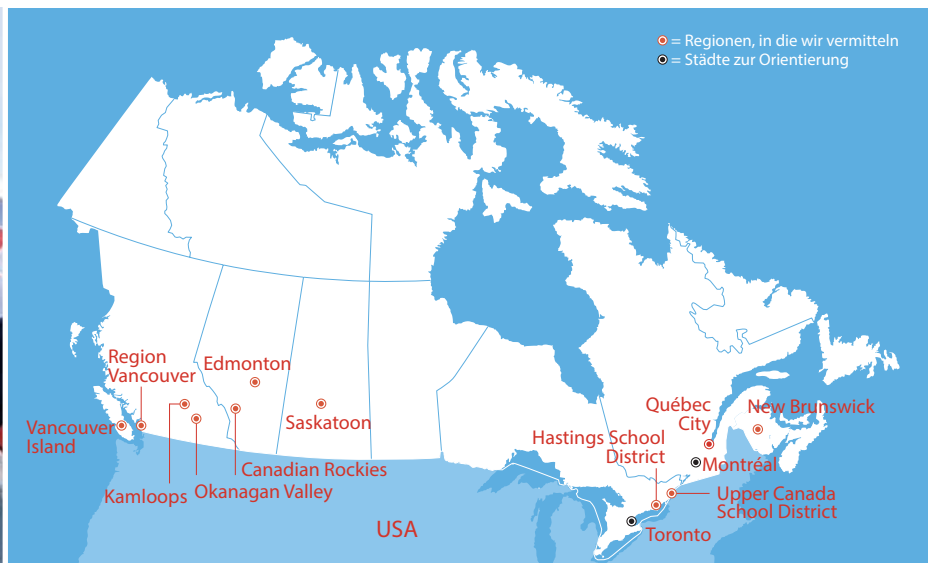 = Regionen, in die wir vermitteln
= Städte zur Orientierung
Region
Vancouver
Edmonton
Vancouver
Island
Saskatoon
Canadian Rockies
Okanagan Valley
Kamloops
USA
Québec
City
New Brunswick
Hastings School
District
Montréal
Upper Canada
School District
Toronto